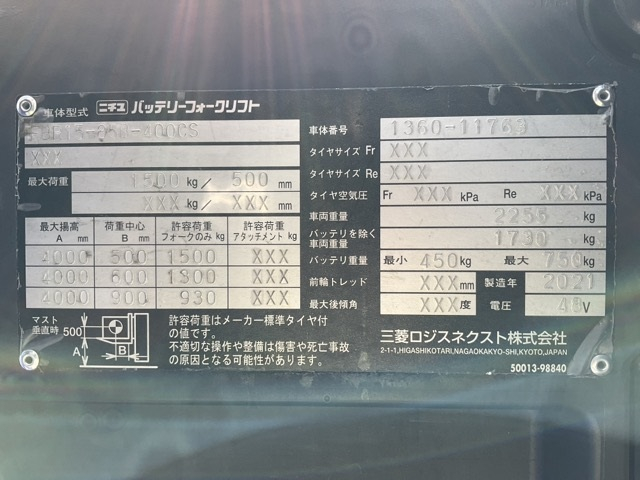 車体型式 ニチユ バッテリーフォークリフト
XXX
最大荷重 1500 kg / 500 mm
XXX kg / XXX mm
最大揚高 A mm 荷重中心 B mm 許容荷重 フォークのみ kg 許容荷重 アタッチメント kg
4000 500 1500 XXX
4000 600 1300 XXX
4000 900 930 XXX
マスト垂直時 500 A B
許容荷重はメーカー標準タイヤ付
の値です。
不適切な操作や整備は傷害や死亡事故
の原因となる可能性があります。
車体番号 1360-11769
タイヤサイズ Fr XXX
タイヤサイズ Re XXX
タイヤ空気圧 Fr XXX kPa Re XXX kPa
車両重量 2255 kg
バッテリを除く車両重量 kg
バッテリ重量 最小 450 kg 最大 750 kg
前輪トレッド XXX mm 製造年 2021
最大後傾角 XXX 度 電圧 48 V
三菱ロジスネクスト株式会社
2-1-1,HIGASHIKOTARI,NAGAOKAKYO-SHI,KYOTO,JAPAN
50013-98840